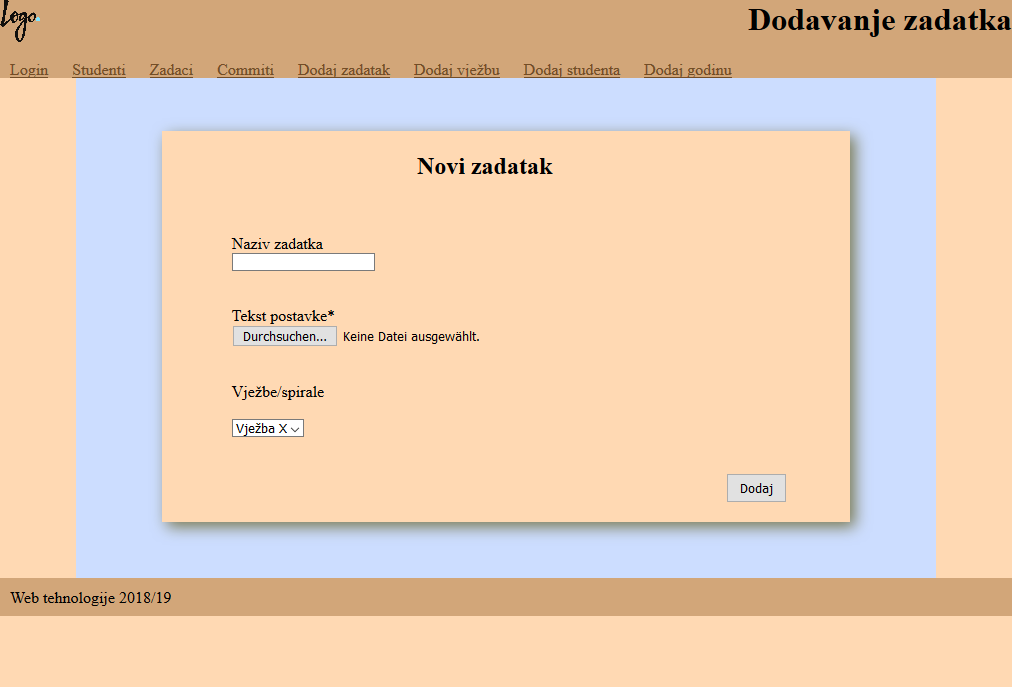 Logo.
Dodavanje zadatka
Login Studenti Zadaci Commiti Dodaj zadatak Dodaj vježbu Dodaj studenta Dodaj godinu
Novi zadatak
Naziv zadatka
Tekst postavke*
Durchsuchen... Keine Datei ausgewählt.
Vježbe/spirale
Vježba X
Dodaj
Web tehnologije 2018/19